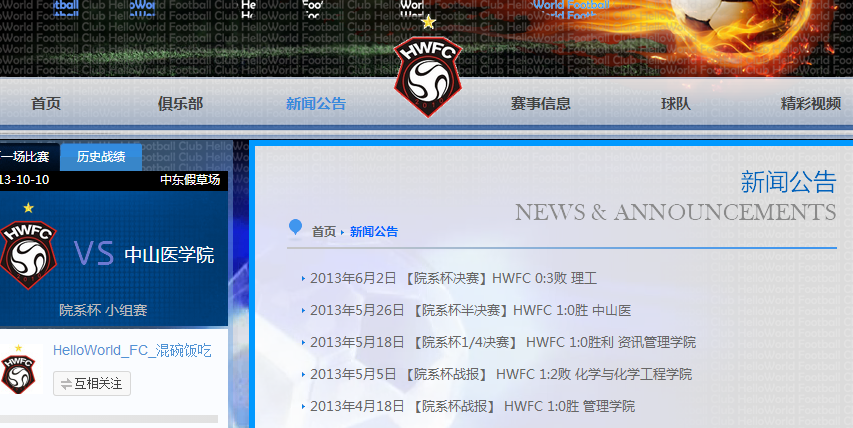 HWFC
2012
首页 俱乐部 新闻公告 赛事信息 球队 精彩视频
一场比赛 历史战绩
13-10-10 中东假草场
HWFC VS 中山医学院
院系杯 小组赛
HWFC
HelloWorld_FC_混碗饭吃
互相关注
新闻公告
NEWS & ANNOUNCEMENTS
首页 新闻公告
2013年6月2日 【院系杯决赛】HWFC 0:3败 理工
2013年5月26日 【院系杯半决赛】HWFC 1:0胜 中山医
2013年5月18日 【院系杯1/4决赛】 HWFC 1:0胜利 资讯管理学院
2013年5月5日 【院系杯战报】 HWFC 1:2败 化学与化学工程学院
2013年4月18日 【院系杯战报】 HWFC 1:0胜 管理学院